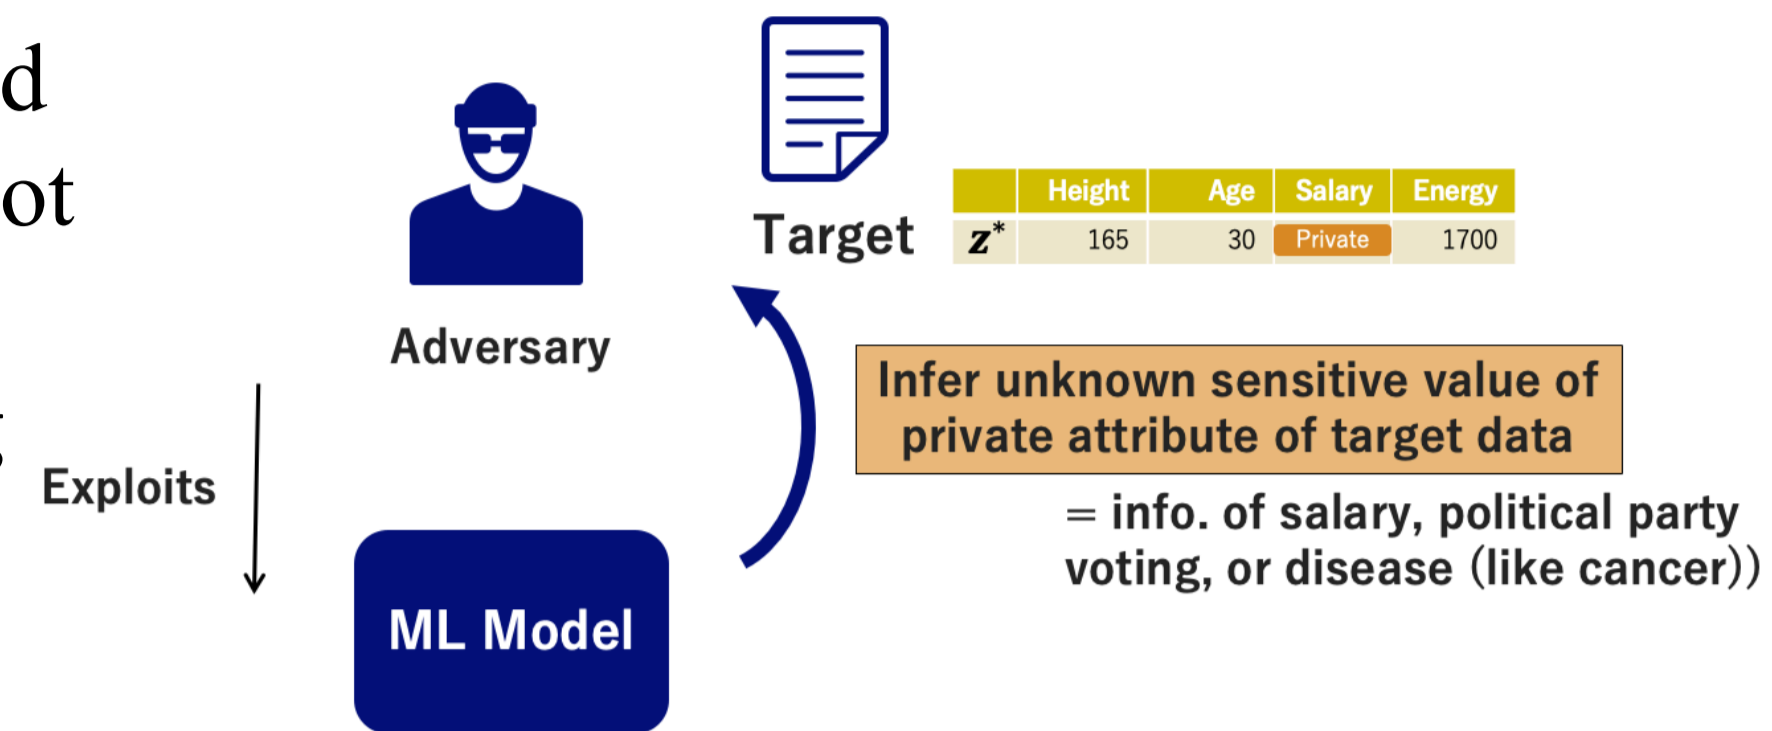 d
ot
g
Exploits
Adversary
ML Model
Target
Height Age Salary Energy
z* 165 30 Private 1700
Infer unknown sensitive value of
private attribute of target data
= info. of salary, political party
voting, or disease (like cancer))